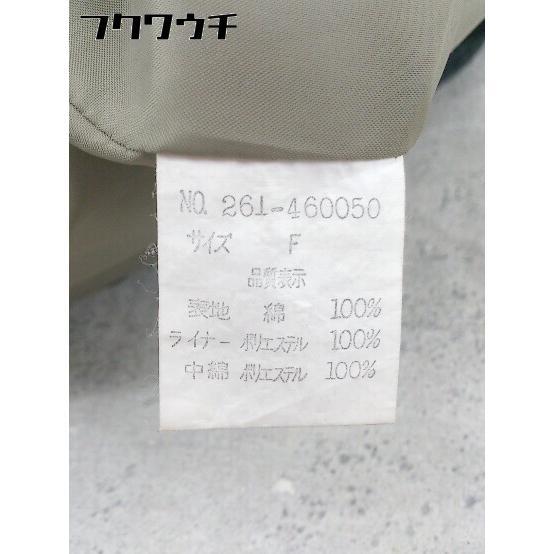 フクワウチ
NO. 261-460050
サイズ F
品質表示
表地 綿 100%
ライナー ポリエステル 100%
中綿 ポリエステル 100%